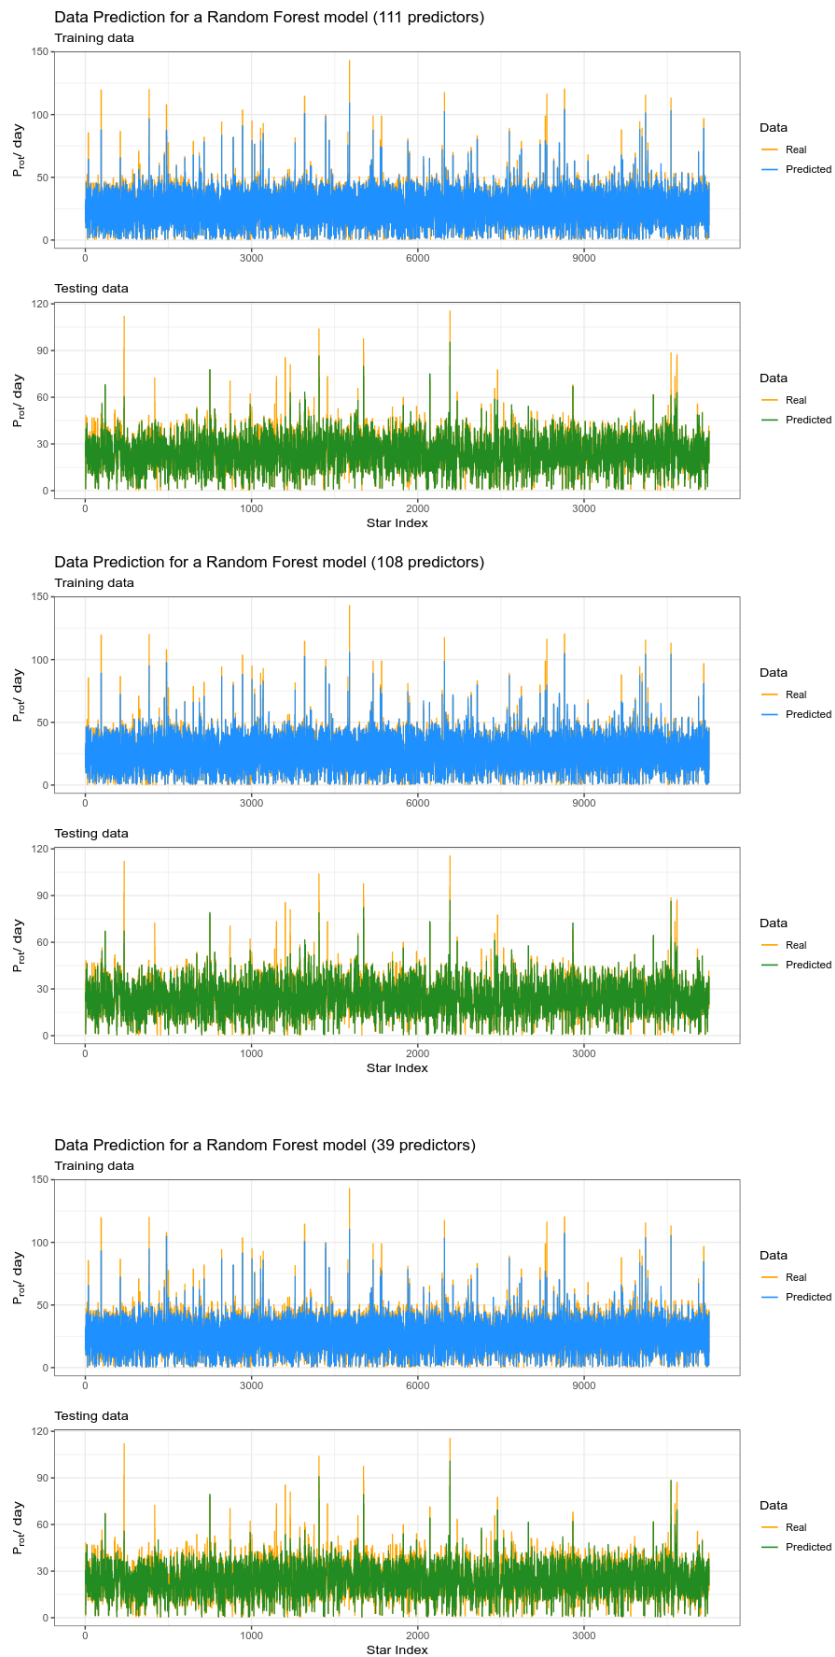 Data Prediction for a Random Forest model (111 predictors)
Training data
150
100
50
0
P_rot/ day
0 3000 6000 9000
Data
Real
Predicted
Testing data
120
90
60
30
0
P_rot/ day
0 1000 2000 3000
Star Index
Data
Real
Predicted
Data Prediction for a Random Forest model (108 predictors)
Training data
150
100
50
0
P_rot/ day
0 3000 6000 9000
Data
Real
Predicted
Testing data
120
90
60
30
0
P_rot/ day
0 1000 2000 3000
Star Index
Data
Real
Predicted
Data Prediction for a Random Forest model (39 predictors)
Training data
150
100
50
0
P_rot/ day
0 3000 6000 9000
Data
Real
Predicted
Testing data
120
90
60
30
0
P_rot/ day
0 1000 2000 3000
Star Index
Data
Real
Predicted